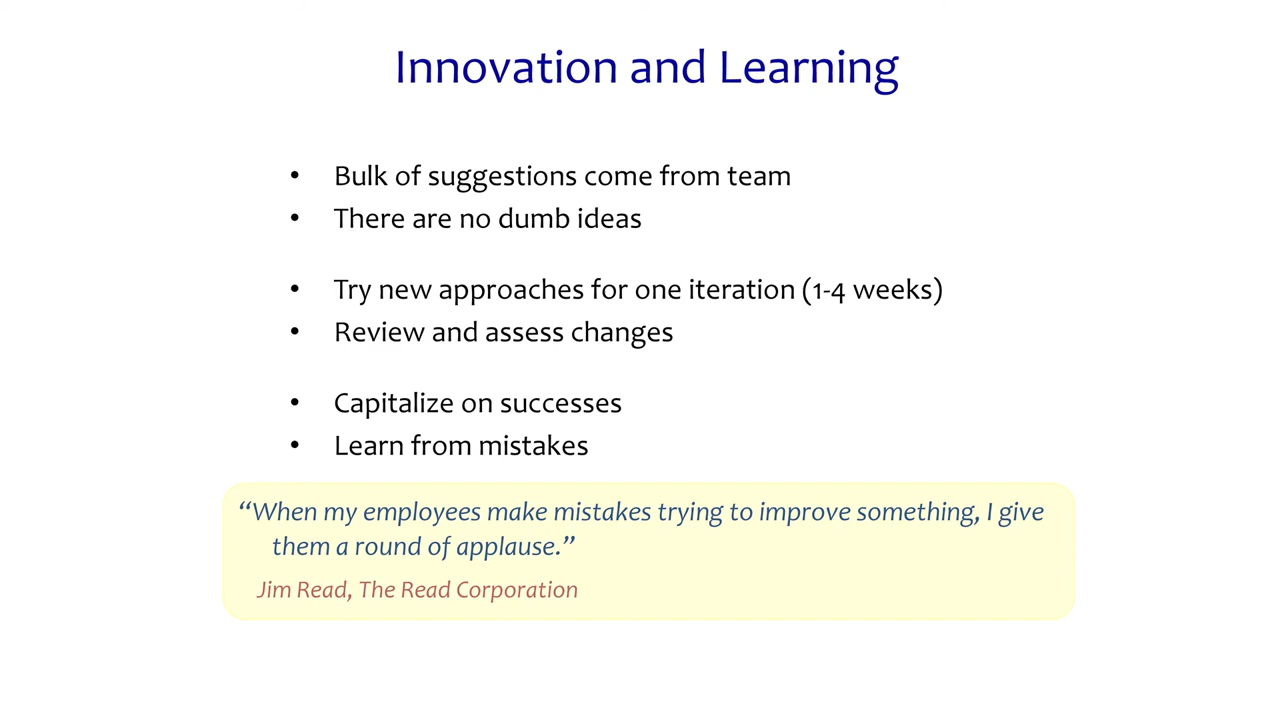 Innovation and Learning
• Bulk of suggestions come from team
• There are no dumb ideas
• Try new approaches for one iteration (1-4 weeks)
• Review and assess changes
• Capitalize on successes
• Learn from mistakes
“When my employees make mistakes trying to improve something, I give
them a round of applause.”
Jim Read, The Read Corporation